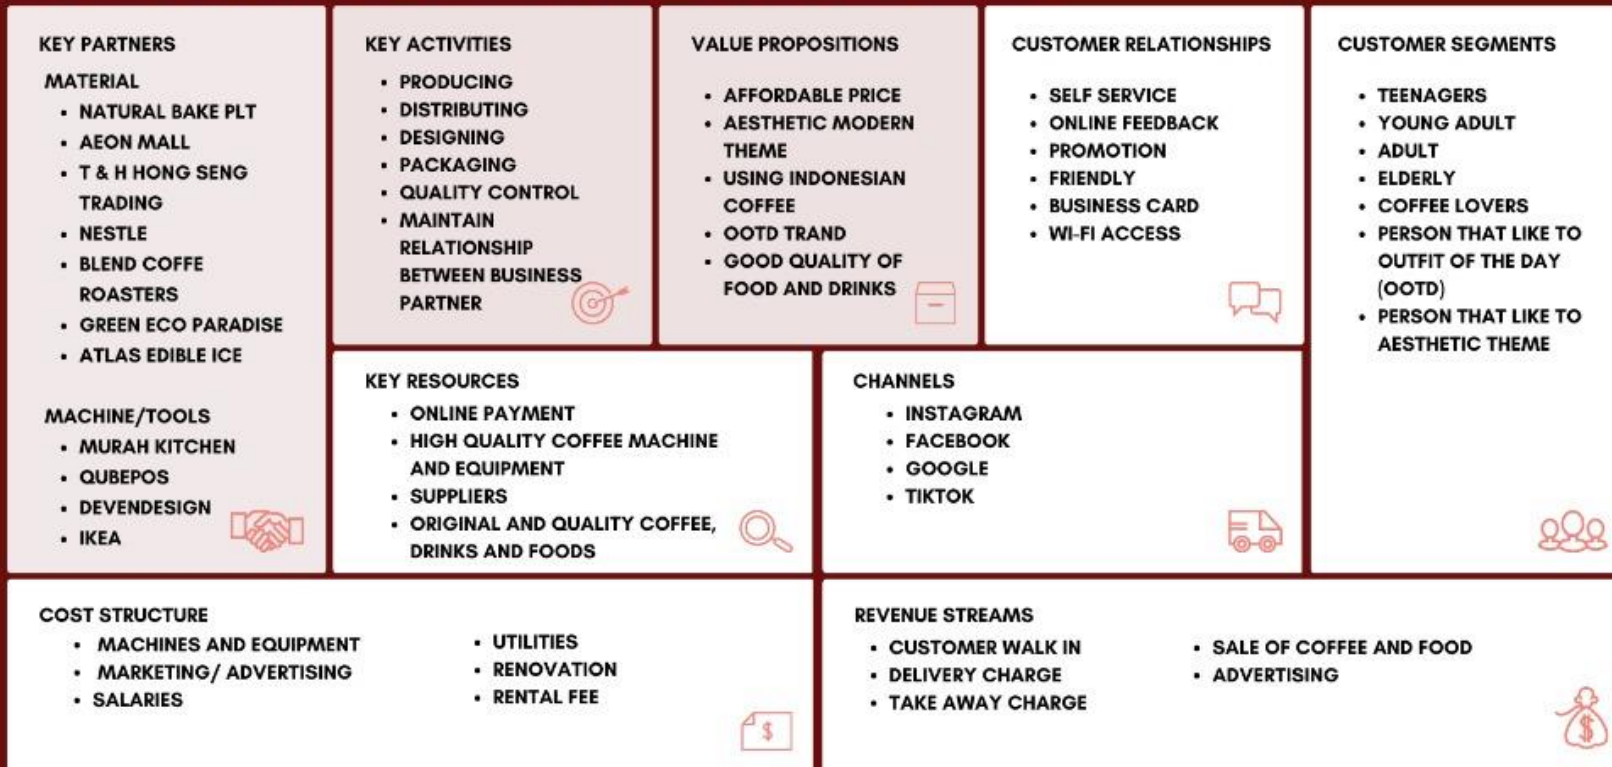 KEY PARTNERS
MATERIAL
• NATURAL BAKE PLT
• AEON MALL
• T & H HONG SENG
TRADING
• NESTLE
• BLEND COFFE
ROASTERS
• GREEN ECO PARADISE
• ATLAS EDIBLE ICE
MACHINE/TOOLS
• MURAH KITCHEN
• QUBEPOS
• DEVENDESIGN
• IKEA
KEY ACTIVITIES
• PRODUCING
• DISTRIBUTING
• DESIGNING
• PACKAGING
• QUALITY CONTROL
• MAINTAIN
RELATIONSHIP
BETWEEN BUSINESS
PARTNER
VALUE PROPOSITIONS
• AFFORDABLE PRICE
• AESTHETIC MODERN
THEME
• USING INDONESIAN
COFFEE
• OOTD TRAND
• GOOD QUALITY OF
FOOD AND DRINKS
CUSTOMER RELATIONSHIPS
• SELF SERVICE
• ONLINE FEEDBACK
• PROMOTION
• FRIENDLY
• BUSINESS CARD
• WI-FI ACCESS
CUSTOMER SEGMENTS
• TEENAGERS
• YOUNG ADULT
• ADULT
• ELDERLY
• COFFEE LOVERS
• PERSON THAT LIKE TO
OUTFIT OF THE DAY
(OOTD)
• PERSON THAT LIKE TO
AESTHETIC THEME
KEY RESOURCES
• ONLINE PAYMENT
• HIGH QUALITY COFFEE MACHINE
AND EQUIPMENT
• SUPPLIERS
• ORIGINAL AND QUALITY COFFEE,
DRINKS AND FOODS
CHANNELS
• INSTAGRAM
• FACEBOOK
• GOOGLE
• TIKTOK
COST STRUCTURE
• MACHINES AND EQUIPMENT
• MARKETING/ ADVERTISING
• SALARIES
• UTILITIES
• RENOVATION
• RENTAL FEE
$
REVENUE STREAMS
• CUSTOMER WALK IN
• DELIVERY CHARGE
• TAKE AWAY CHARGE
• SALE OF COFFEE AND FOOD
• ADVERTISING
$